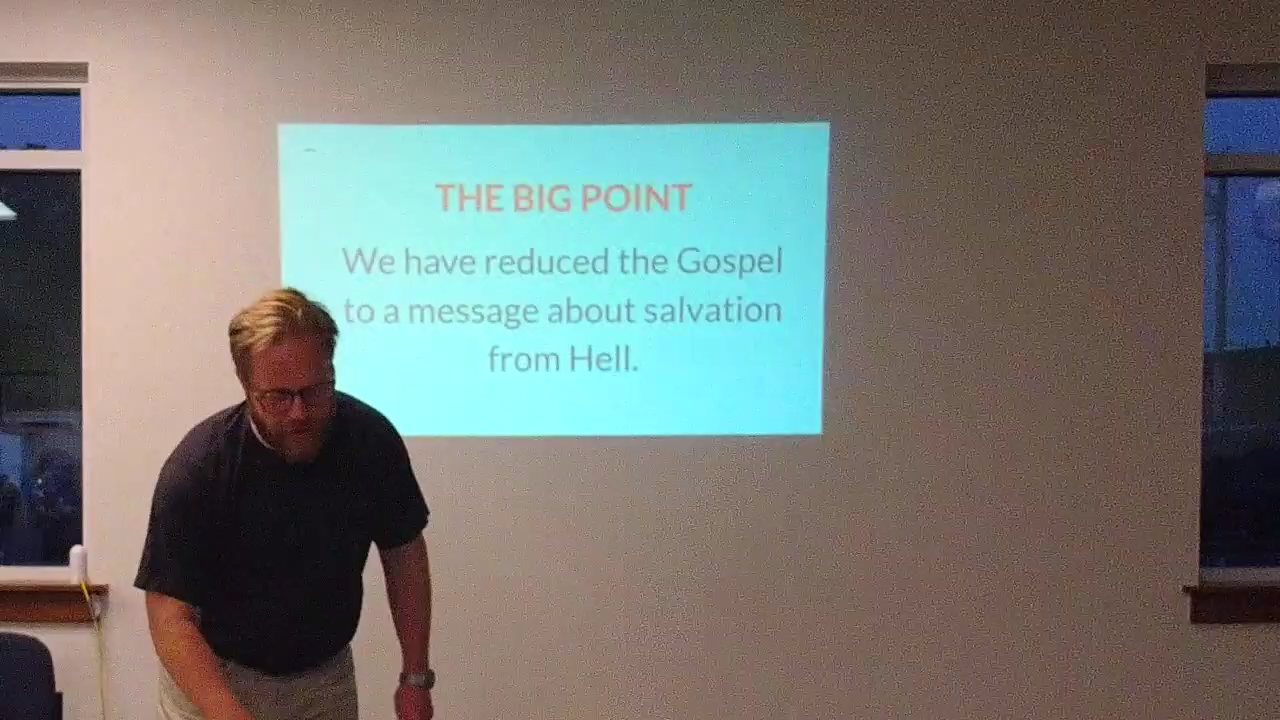 THE BIG POINT
We have reduced the Gospel
to a message about salvation
from Hell.